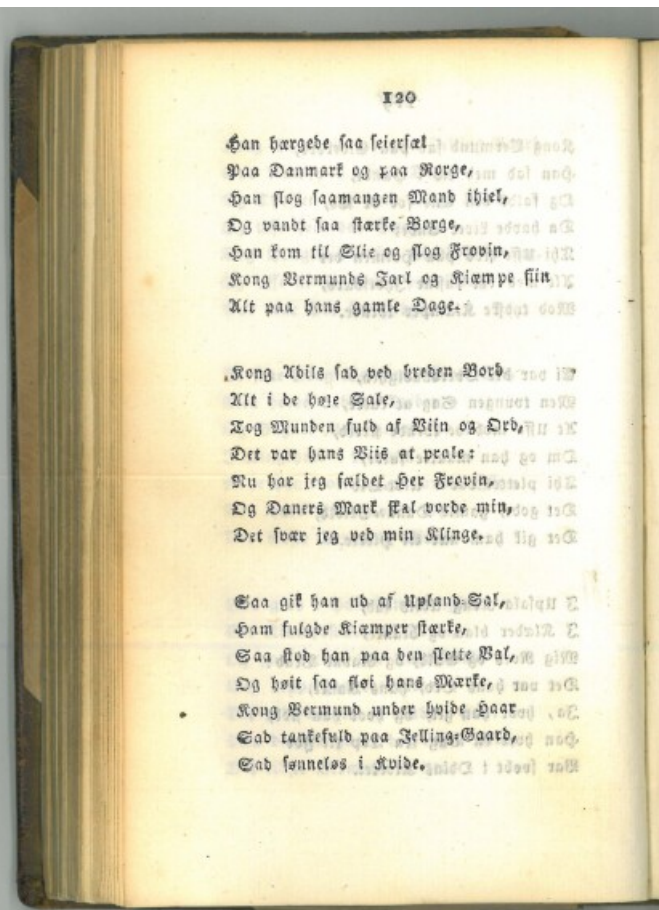 120
Han hærgede saa seiersæl
Paa Danmark og paa Norge,
Han slog saamangen Mand ihiel,
Og vandt saa stærke Borge,
Han kom til Slie og slog Frovin,
Kong Vermunds Jarl og Kiæmpe siin
Alt paa hans gamle Dage.
Kong Adils sad ved breden Bord
Alt i de høie Sale,
Tog Munden fuld af Viin og Ord,
Det var hans Viis at prale:
Nu har jeg fældet Her Frovin,
Og Daners Mark skal vorde min,
Det svær jeg ved min Klinge.
Saa gik han ud af Upland-Sal,
Ham fulgde Kiæmper stærke,
Saa stod han paa den slette Val,
Og høit saa fløi hans Mærke,
Kong Vermund under hvide Haar
Sad tankefuld paa Jelling-Gaard,
Sad sønneløs i Kvide.